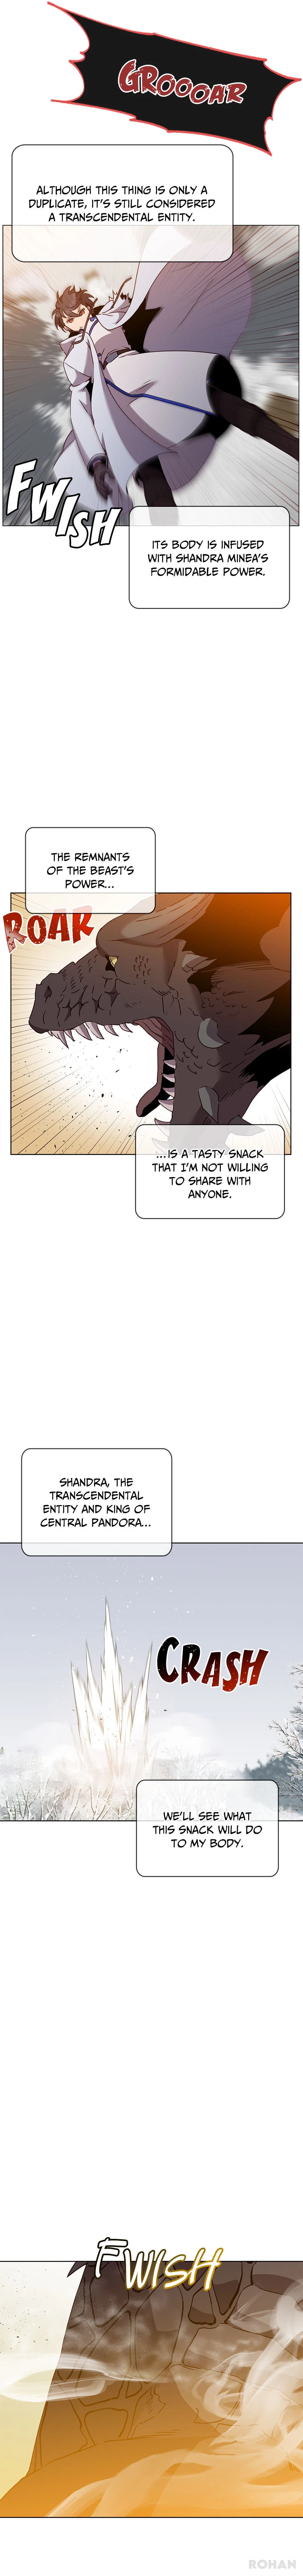 GROOOAR
ALTHOUGH THIS THING IS ONLY A
DUPLICATE, IT'S STILL CONSIDERED
A TRANSCENDENTAL ENTITY.
FWISH
ITS BODY IS INFUSED
WITH SHANDRA MINEA'S
FORMIDABLE POWER.
THE REMNANTS
OF THE BEAST'S
POWER...
ROAR
...IS A TASTY SNACK
THAT I'M NOT WILLING
TO SHARE WITH
ANYONE.
SHANDRA, THE
TRANSCENDENTAL
ENTITY AND KING OF
CENTRAL PANDORA...
CRASH
WE'LL SEE WHAT
THIS SNACK WILL DO
TO MY BODY.
FWISH
ROHAN